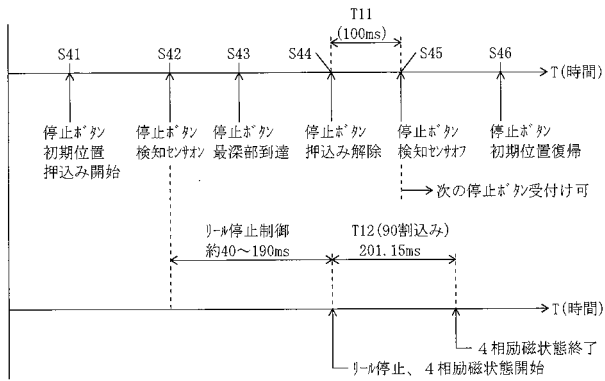 T11
(100ms)
S41
S42
S43
S44
S45
S46
T(時間)
停止ﾎﾞﾀﾝ
初期位置
押込み開始
停止ﾎﾞﾀﾝ
検知ｾﾝｻｵﾝ
停止ﾎﾞﾀﾝ
最深部到達
停止ﾎﾞﾀﾝ
押込み解除
停止ﾎﾞﾀﾝ
検知ｾﾝｻｵﾌ
停止ﾎﾞﾀﾝ
初期位置復帰
次の停止ﾎﾞﾀﾝ受付け可
ﾘｰﾙ停止制御
約40～190ms
T12(90割込み)
201.15ms
T(時間)
4相励磁状態終了
ﾘｰﾙ停止、4相励磁状態開始